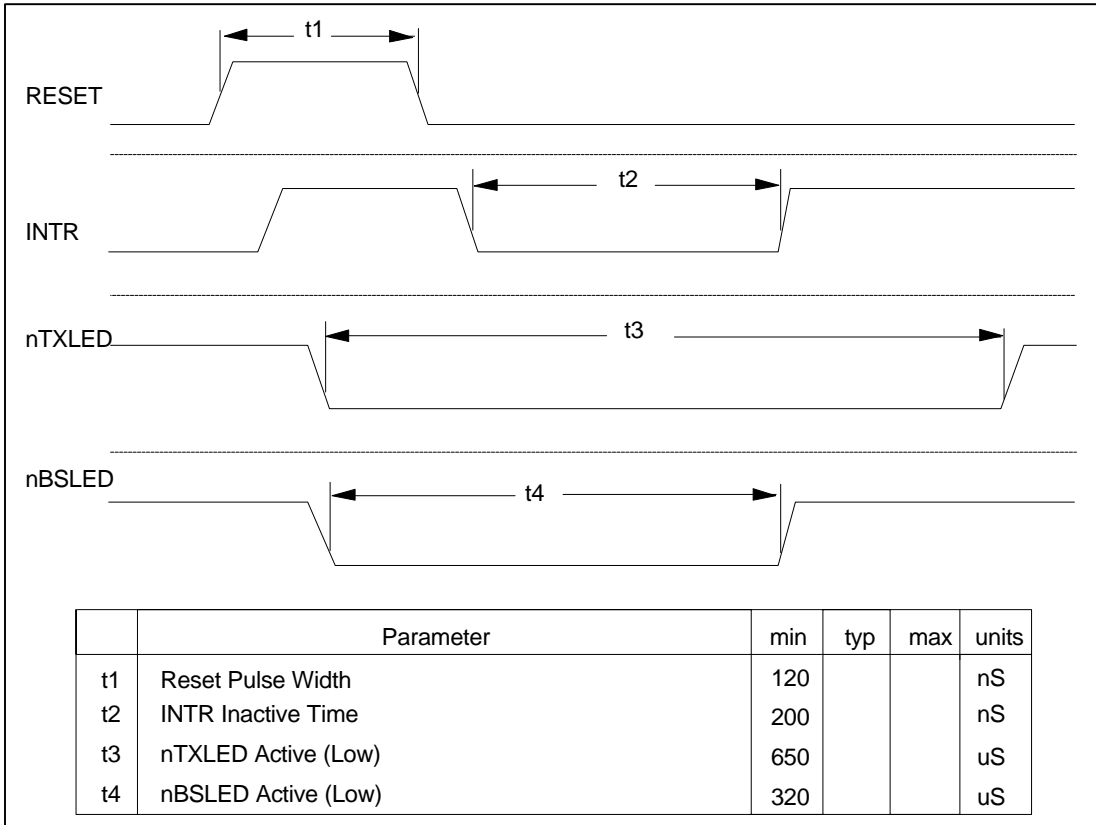 t1
RESET
t2
INTR
nTXLED
t3
nBSLED
t4
Parameter min typ max units
t1 Reset Pulse Width 120 nS
t2 INTR Inactive Time 200 nS
t3 nTXLED Active (Low) 650 uS
t4 nBSLED Active (Low) 320 uS